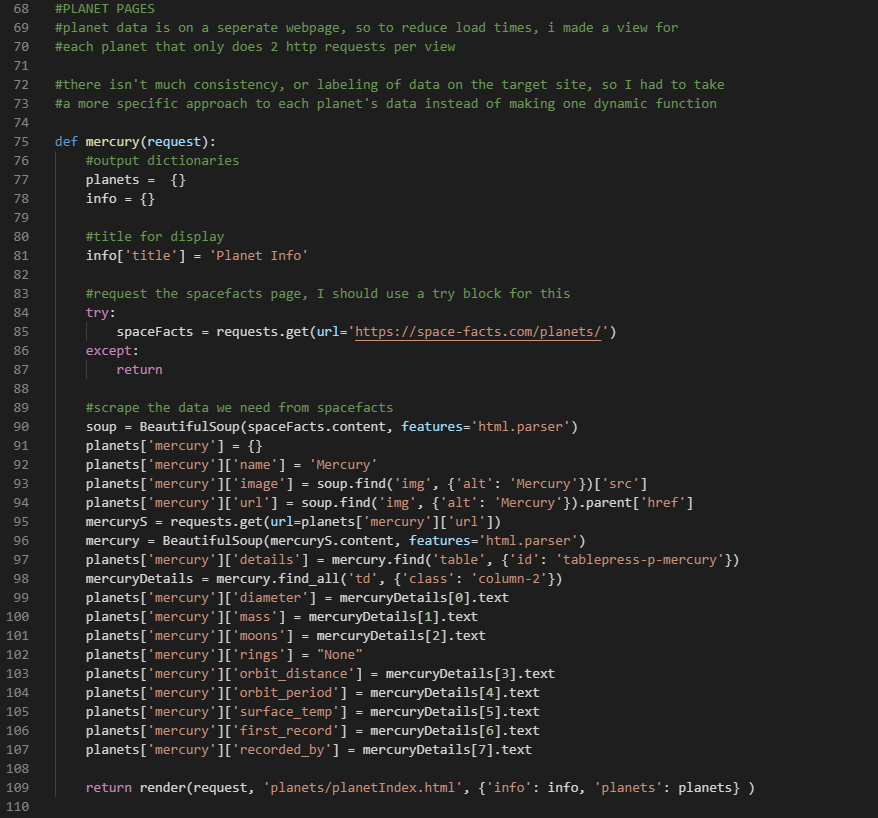 68 #PLANET PAGES
69 #planet data is on a seperate webpage, so to reduce load times, i made a view for
70 #each planet that only does 2 http requests per view
71
72 #there isn't much consistency, or labeling of data on the target site, so I had to take
73 #a more specific approach to each planet's data instead of making one dynamic function
74
75 def mercury(request):
76     #output dictionaries
77     planets =  {}
78     info = {}
79
80     #title for display
81     info['title'] = 'Planet Info'
82
83     #request the spacefacts page, I should use a try block for this
84     try:
85         spaceFacts = requests.get(url='https://space-facts.com/planets/')
86     except:
87         return
88
89     #scrape the data we need from spacefacts
90     soup = BeautifulSoup(spaceFacts.content, features='html.parser')
91     planets['mercury'] = {}
92     planets['mercury']['name'] = 'Mercury'
93     planets['mercury']['image'] = soup.find('img', {'alt': 'Mercury'})['src']
94     planets['mercury']['url'] = soup.find('img', {'alt': 'Mercury'}).parent['href']
95     mercuryS = requests.get(url=planets['mercury']['url'])
96     mercury = BeautifulSoup(mercuryS.content, features='html.parser')
97     planets['mercury']['details'] = mercury.find('table', {'id': 'tablepress-p-mercury'})
98     mercuryDetails = mercury.find_all('td', {'class': 'column-2'})
99     planets['mercury']['diameter'] = mercuryDetails[0].text
100     planets['mercury']['mass'] = mercuryDetails[1].text
101     planets['mercury']['moons'] = mercuryDetails[2].text
102     planets['mercury']['rings'] = "None"
103     planets['mercury']['orbit_distance'] = mercuryDetails[3].text
104     planets['mercury']['orbit_period'] = mercuryDetails[4].text
105     planets['mercury']['surface_temp'] = mercuryDetails[5].text
106     planets['mercury']['first_record'] = mercuryDetails[6].text
107     planets['mercury']['recorded_by'] = mercuryDetails[7].text
108
109     return render(request, 'planets/planetIndex.html', {'info': info, 'planets': planets} )
110